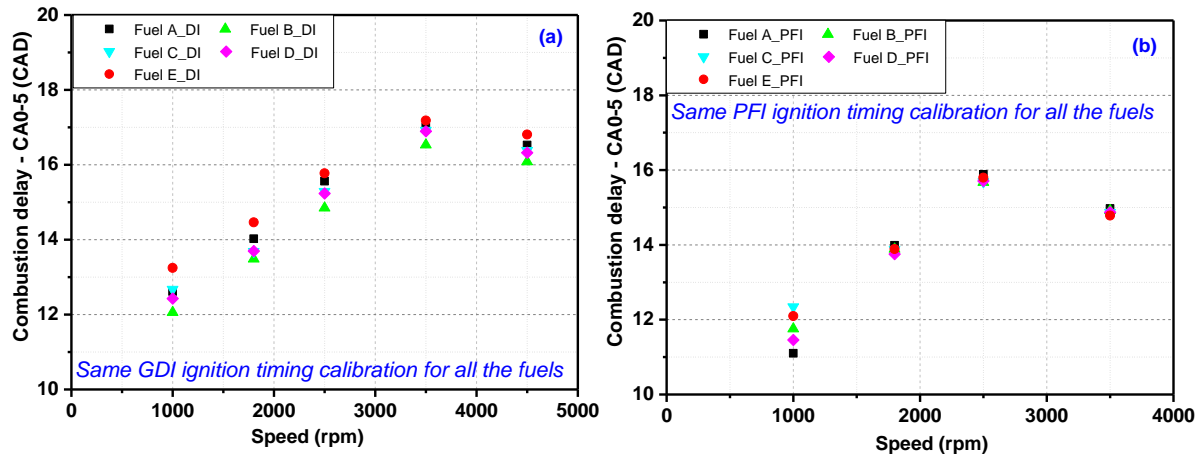 (a)
Fuel A_DI Fuel B_DI
Fuel C_DI Fuel D_DI
Fuel E_DI
Combustion delay - CA0-5 (CAD)
20
18
16
14
12
10
Same GDI ignition timing calibration for all the fuels
0 1000 2000 3000 4000 5000
Speed (rpm)
(b)
Fuel A_PFI Fuel B_PFI
Fuel C_PFI Fuel D_PFI
Fuel E_PFI
Same PFI ignition timing calibration for all the fuels
Combustion delay - CA0-5 (CAD)
20
18
16
14
12
10
0 1000 2000 3000 4000
Speed (rpm)